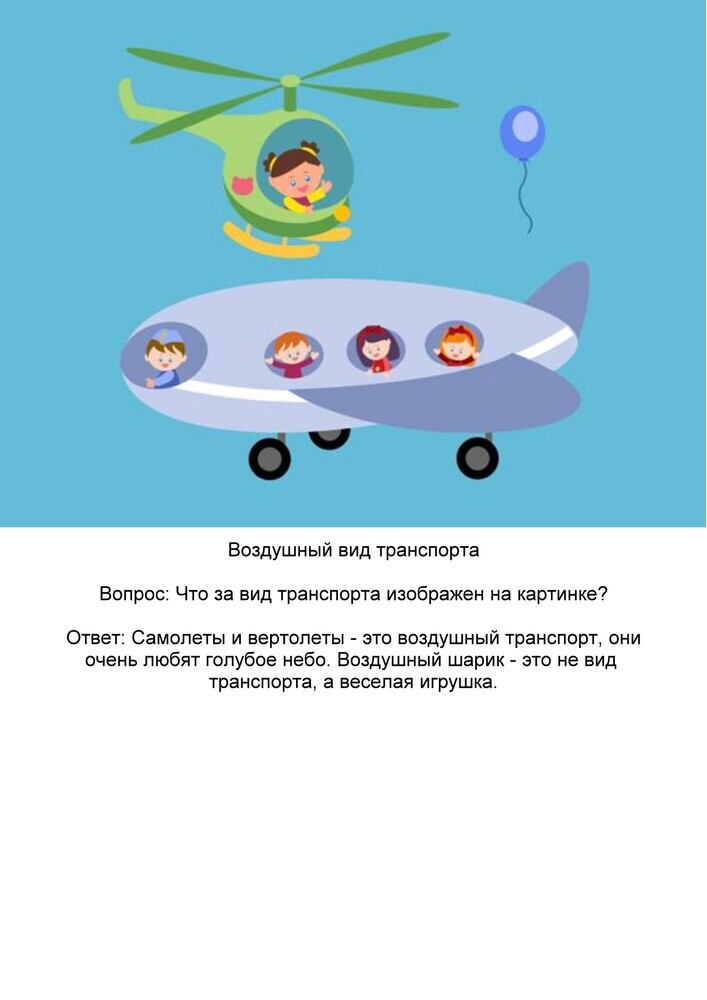 Воздушный вид транспорта
Вопрос: Что за вид транспорта изображен на картинке?
Ответ: Самолеты и вертолеты - это воздушный транспорт, они
очень любят голубое небо. Воздушный шарик - это не вид
транспорта, а веселая игрушка.